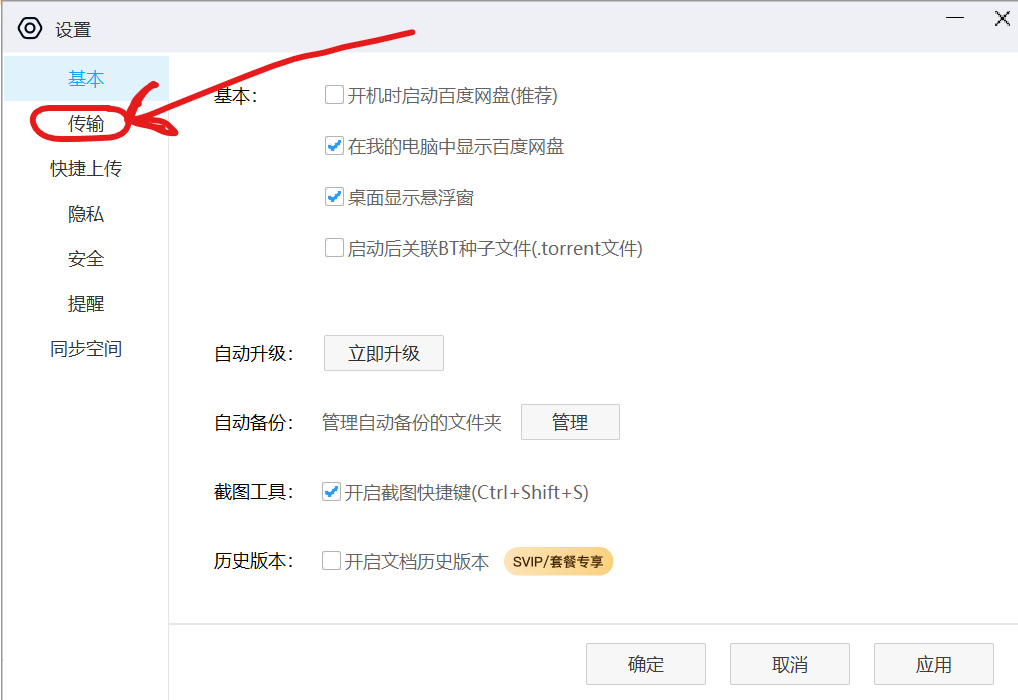 设置
基本
传输
快捷上传
隐私
安全
提醒
同步空间
基本：
开机时启动百度网盘(推荐)
在我的电脑中显示百度网盘
桌面显示悬浮窗
启动后关联BT种子文件(.torrent文件)
自动升级： 立即升级
自动备份： 管理自动备份的文件夹 管理
截图工具： 开启截图快捷键(Ctrl+Shift+S)
历史版本： 开启文档历史版本 SVIP/套餐专享
确定 取消 应用